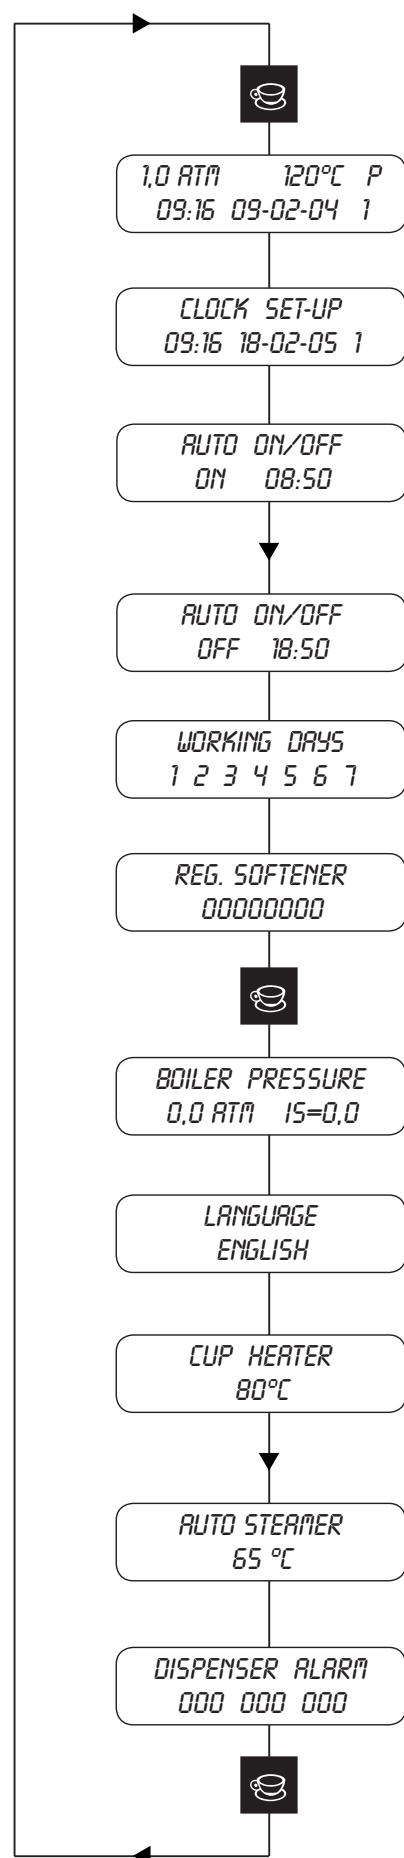 1,0 ATM 120°C P
09:16 09-02-04 1
CLOCK SET-UP
09:16 18-02-05 1
AUTO ON/OFF
ON 08:50
AUTO ON/OFF
OFF 18:50
WORKING DAYS
1 2 3 4 5 6 7
REG. SOFTENER
00000000
BOILER PRESSURE
0,0 ATM IS=0,0
LANGUAGE
ENGLISH
CUP HEATER
80°C
AUTO STEAMER
65 °C
DISPENSER ALARM
000 000 000